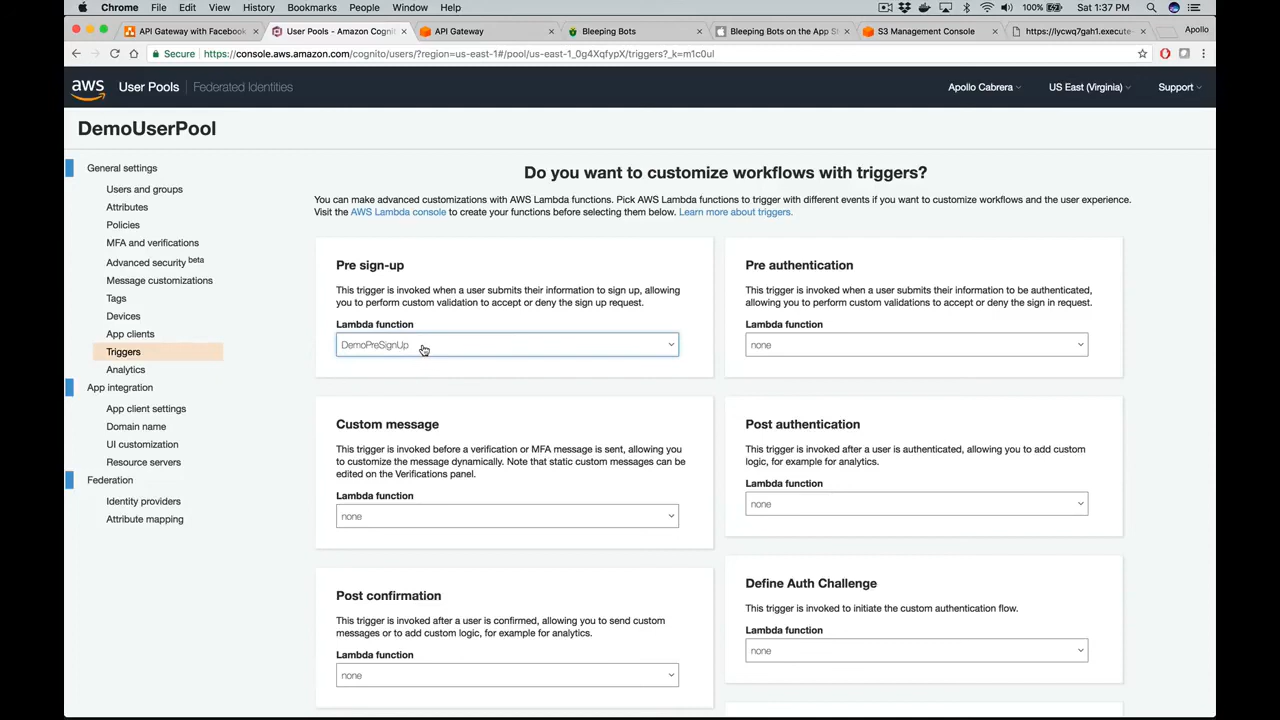 Chrome File Edit View History Bookmarks People Window Help 100% Sat 1:37 PM
API Gateway with Facebook User Pools - Amazon Cogni API Gateway Bleeping Bots Bleeping Bots on the App S S3 Management Console https://lycwq7gah1.execute- Apollo
Secure https://console.aws.amazon.com/cognito/users/?region=us-east-1#/pool/us-east-1_0g4XqfypX/triggers?_k=m1c0ul
aws User Pools Federated Identities Apollo Cabrera US East (Virginia) Support
DemoUserPool
General settings
Users and groups
Attributes
Policies
MFA and verifications
Advanced security beta
Message customizations
Tags
Devices
App clients
Triggers
Analytics
App integration
App client settings
Domain name
UI customization
Resource servers
Federation
Identity providers
Attribute mapping
Do you want to customize workflows with triggers?
You can make advanced customizations with AWS Lambda functions. Pick AWS Lambda functions to trigger with different events if you want to customize workflows and the user experience.
Visit the AWS Lambda console to create your functions before selecting them below. Learn more about triggers.
Pre sign-up
This trigger is invoked when a user submits their information to sign up, allowing
you to perform custom validation to accept or deny the sign up request.
Lambda function
DemoPreSignUp
Pre authentication
This trigger is invoked when a user submits their information to be authenticated,
allowing you to perform custom validations to accept or deny the sign in request.
Lambda function
none
Custom message
This trigger is invoked before a verification or MFA message is sent, allowing you
to customize the message dynamically. Note that static custom messages can be
edited on the Verifications panel.
Lambda function
none
Post authentication
This trigger is invoked after a user is authenticated, allowing you to add custom
logic, for example for analytics.
Lambda function
none
Post confirmation
This trigger is invoked after a user is confirmed, allowing you to send custom
messages or to add custom logic, for example for analytics.
Lambda function
none
Define Auth Challenge
This trigger is invoked to initiate the custom authentication flow.
Lambda function
none